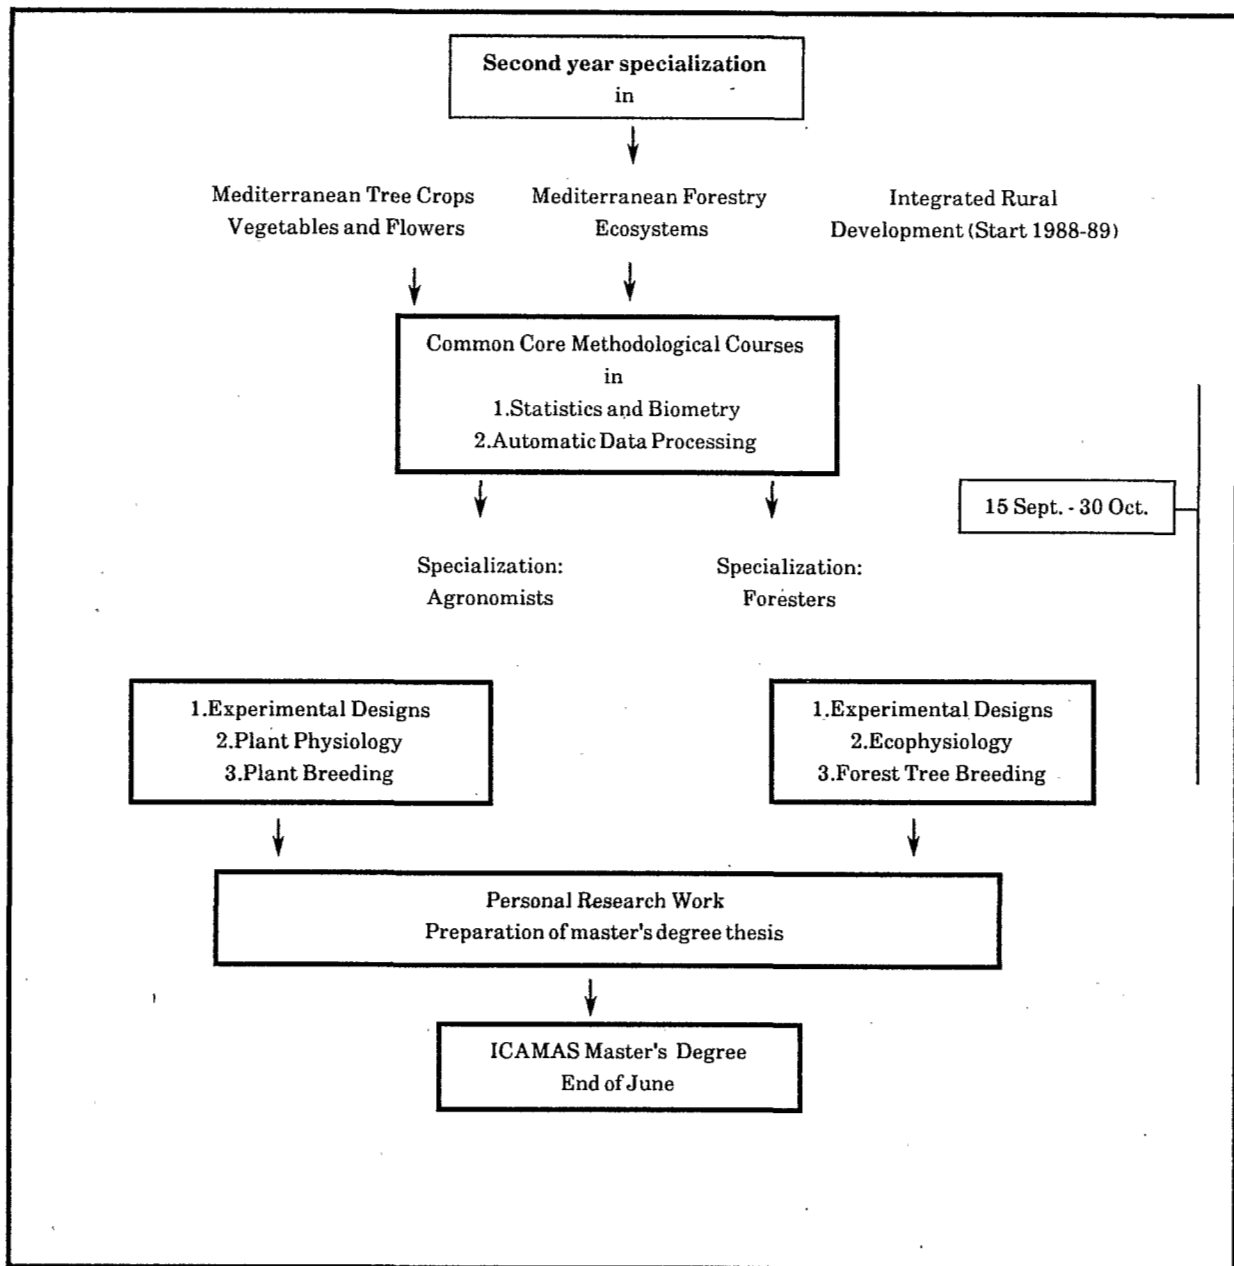 Second year specialization
in
Mediterranean Tree Crops
Vegetables and Flowers
Mediterranean Forestry
Ecosystems
Integrated Rural
Development (Start 1988-89)
Common Core Methodological Courses
in
1.Statistics and Biometry
2.Automatic Data Processing
15 Sept. - 30 Oct.
Specialization:
Agronomists
Specialization:
Foresters
1.Experimental Designs
2.Plant Physiology
3.Plant Breeding
1.Experimental Designs
2.Ecophysiology
3.Forest Tree Breeding
Personal Research Work
Preparation of master's degree thesis
ICAMAS Master's Degree
End of June